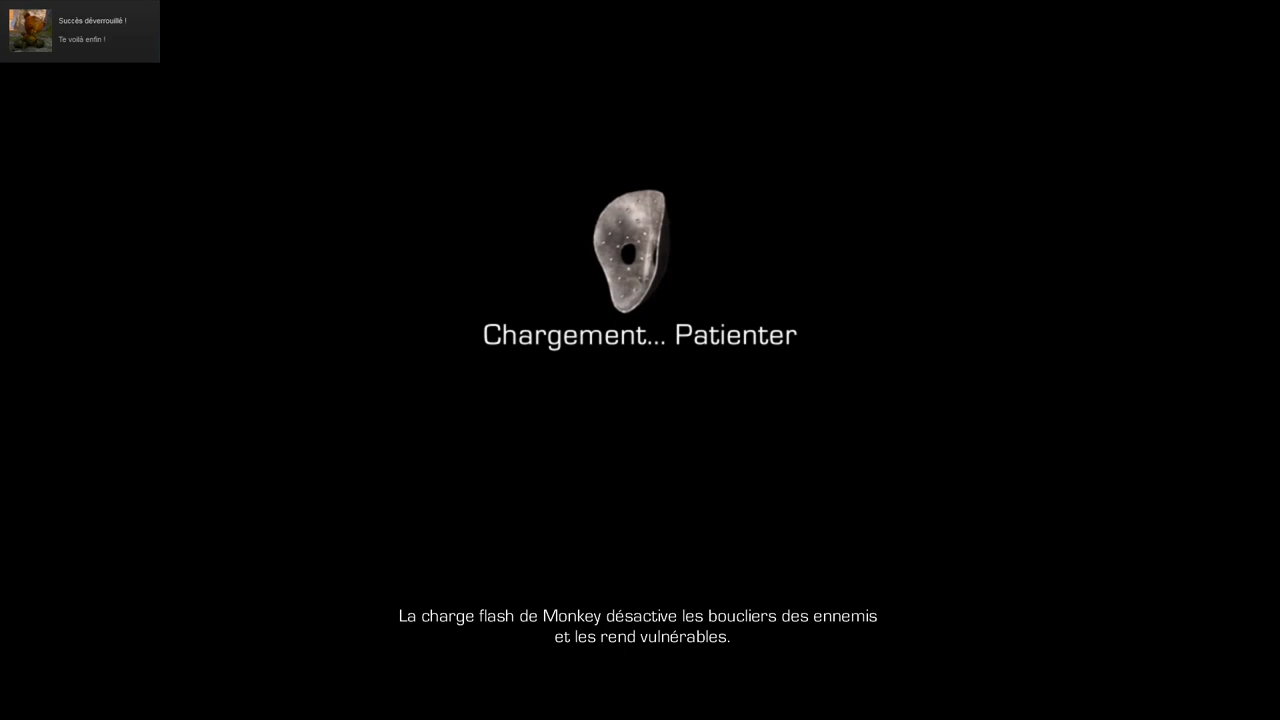 Succès déverrouillé !
Te voilà enfin !
Chargement... Patienter
La charge flash de Monkey désactive les boucliers des ennemis
et les rend vulnérables.